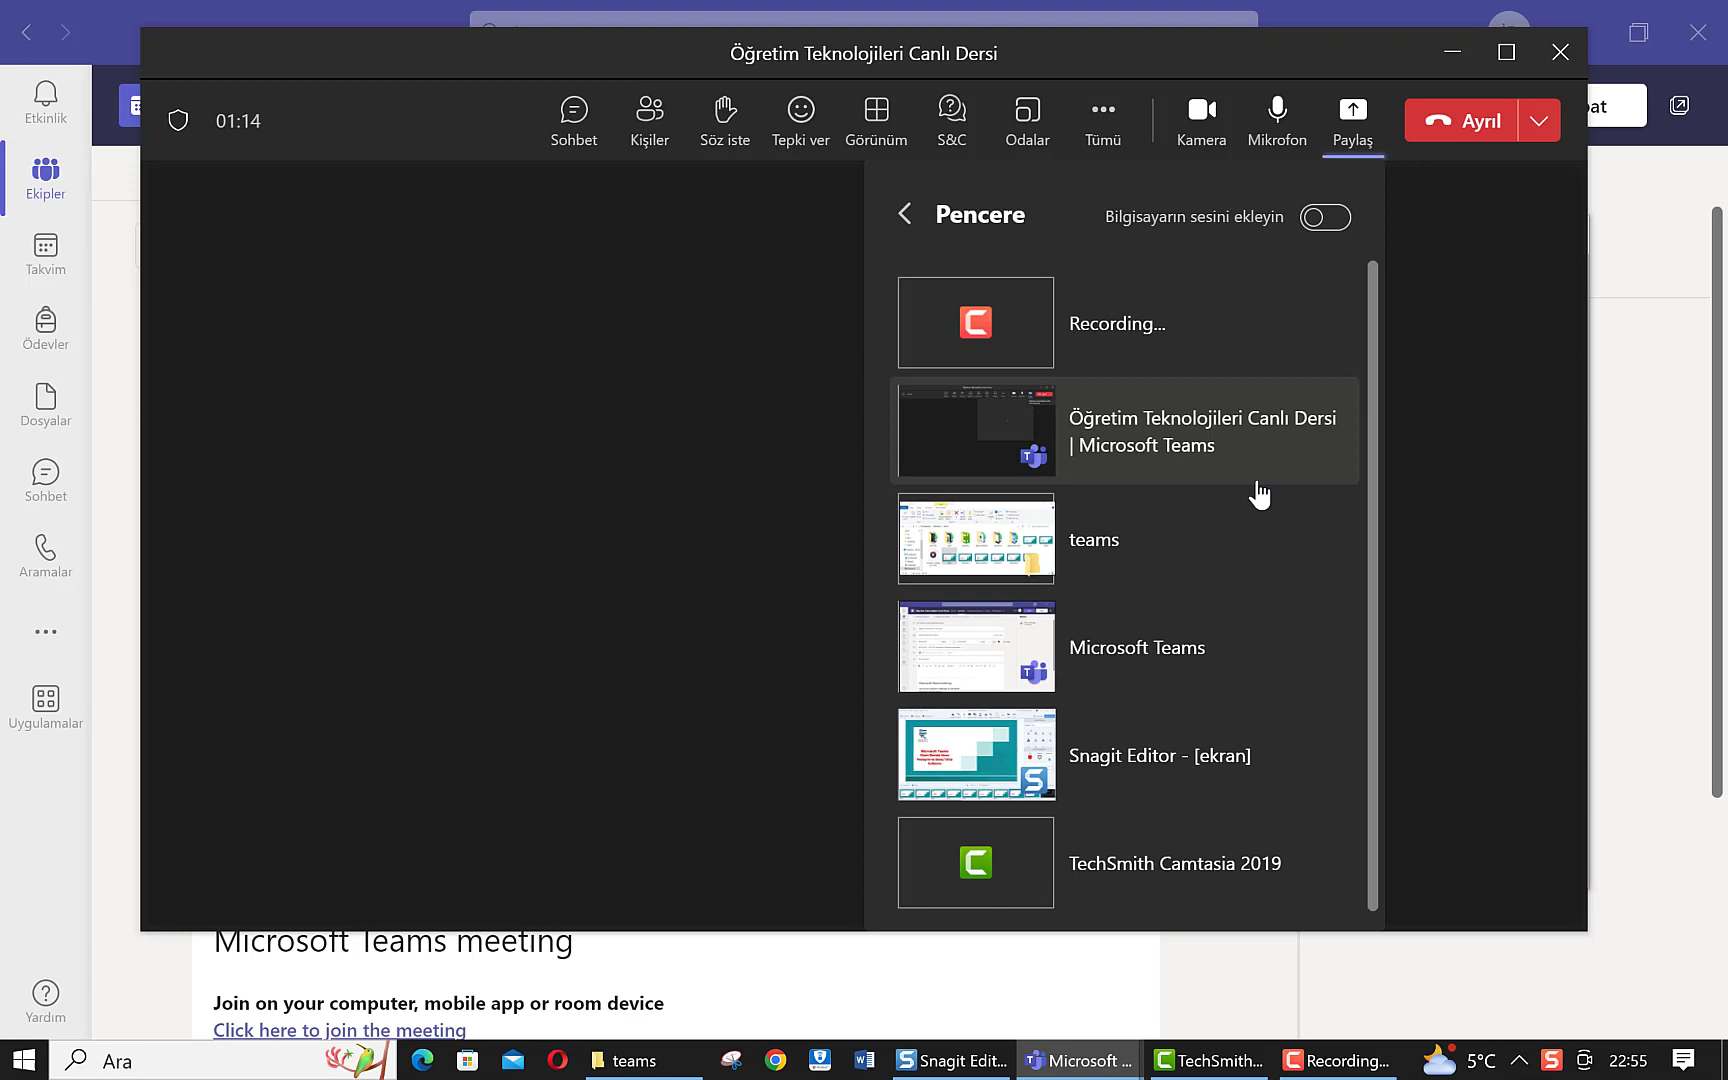 Öğretim Teknolojileri Canlı Dersi
01:14
Sohbet
Kişiler
Söz iste
Tepki ver
Görünüm
S&C
Odalar
Tümü
Kamera
Mikrofon
Paylaş
Ayrıl
Etkinlik
Ekipler
Takvim
Ödevler
Dosyalar
Sohbet
Aramalar
Uygulamalar
Yardım
Pencere
Bilgisayarın sesini ekleyin
Recording...
Öğretim Teknolojileri Canlı Dersi
| Microsoft Teams
teams
Microsoft Teams
Snagit Editor - [ekran]
TechSmith Camtasia 2019
Microsoft Teams meeting
Join on your computer, mobile app or room device
Click here to join the meeting
Ara
teams
Snagit Edit...
Microsoft ...
TechSmith...
Recording...
5°C
22:55